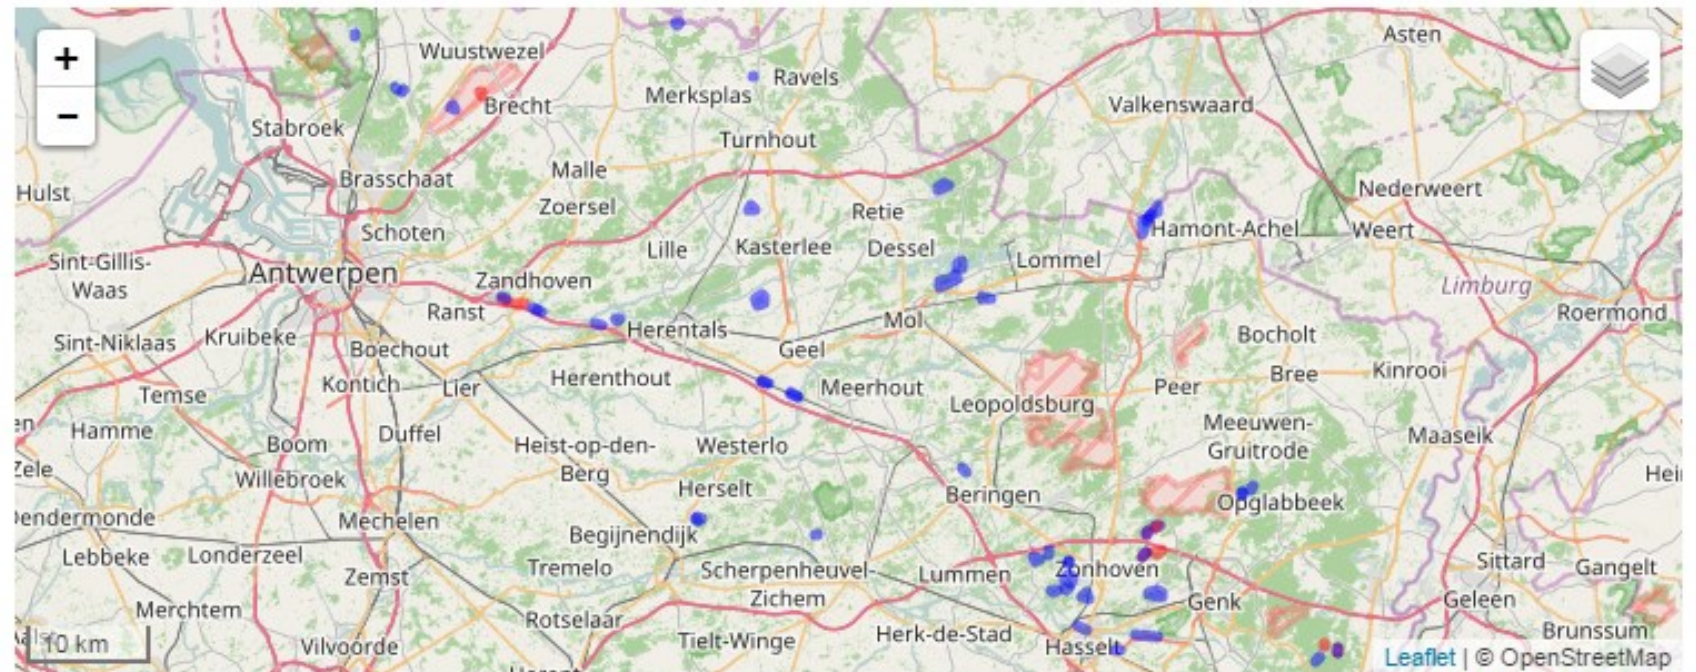 +
−
Wuustwezel
Asten
Ravels
Merksplas
Brecht
Valkenswaard
Stabroek
Turnhout
Malle
Brasschaat
Hulst
Nederweert
Zoersel
Retie
Schoten
Hamont-Achel
Weert
Lille
Kasterlee
Dessel
Sint-Gillis-
Waas
Antwerpen
Lommel
Zandhoven
Limburg
Ranst
Roermond
Mol
Herentals
Kruibeke
Bocholt
Sint-Niklaas
Boechout
Geel
Herenthout
Kinrooi
Bree
Kontich
Lier
Meerhout
Peer
Temse
Leopoldsburg
Meeuwen-
Gruitrode
Hamme
Duffel
Maaseik
Boom
Heist-op-den-
Berg
Westerlo
Zele
Willebroek
Herselt
Beringen
Opglabbeek
Dendermonde
Mechelen
Begijnendijk
Lebbeke
Londerzeel
Sittard
Tremelo
Scherpenheuvel-
Zichem
Zonhoven
Gangelt
Zemst
Lummen
Genk
Geleen
Merchtem
Rotselaar
Brunssum
Herk-de-Stad
Tielt-Winge
Hasselt
Vilvoorde
10 km
Leaflet | © OpenStreetMap